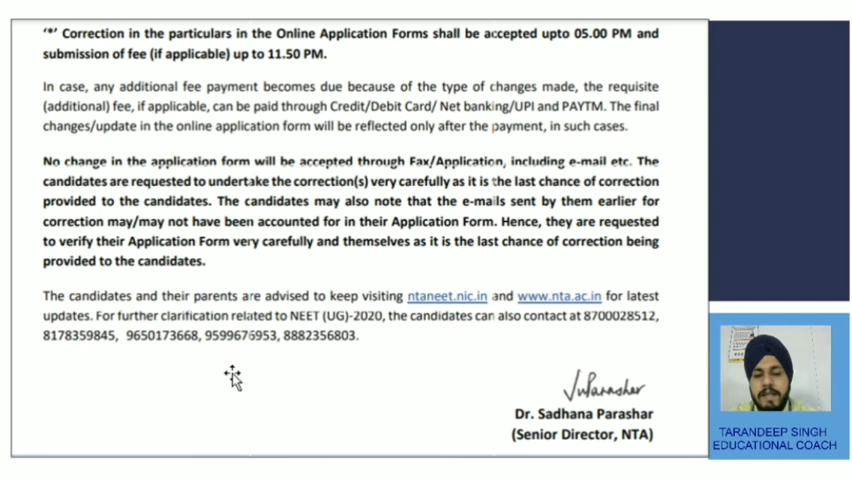 '*' Correction in the particulars in the Online Application Forms shall be accepted upto 05.00 PM and
submission of fee (if applicable) up to 11.50 PM.
In case, any additional fee payment becomes due because of the type of changes made, the requisite
(additional) fee, if applicable, can be paid through Credit/Debit Card/ Net banking/UPI and PAYTM. The final
changes/update in the online application form will be reflected only after the payment, in such cases.
No change in the application form will be accepted through Fax/Application, including e-mail etc. The
candidates are requested to undertake the correction(s) very carefully as it is the last chance of correction
provided to the candidates. The candidates may also note that the e-mails sent by them earlier for
correction may/may not have been accounted for in their Application Form. Hence, they are requested
to verify their Application Form very carefully and themselves as it is the last chance of correction being
provided to the candidates.
The candidates and their parents are advised to keep visiting ntaneet.nic.in and www.nta.ac.in for latest
updates. For further clarification related to NEET (UG)-2020, the candidates can also contact at 8700028512,
8178359845, 9650173668, 9599676953, 8882356803.
Dr. Sadhana Parashar
(Senior Director, NTA)
TARANDEEP SINGH
EDUCATIONAL COACH